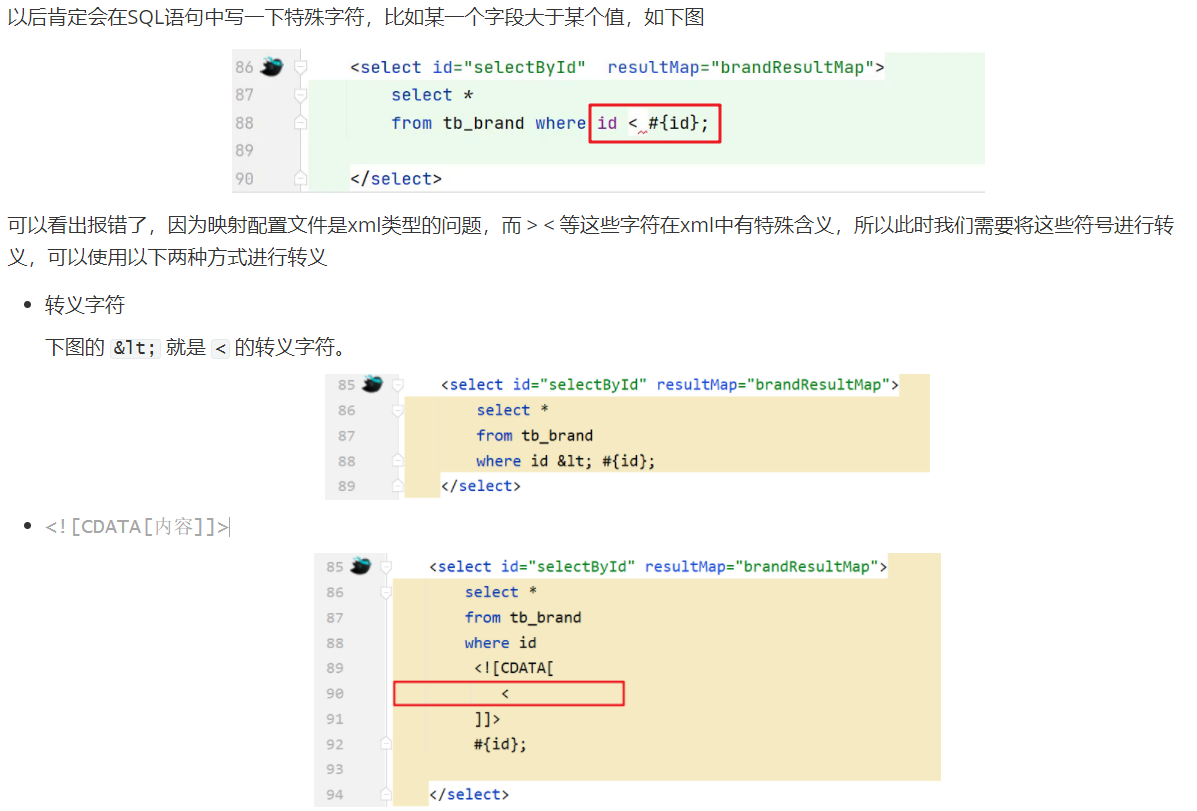 以后肯定会在SQL语句中写一下特殊字符，比如某一个字段大于某个值，如下图
86 <select id="selectById" resultMap="brandResultMap">
87 select *
88 from tb_brand where id < #{id};
89
90 </select>
可以看出报错了，因为映射配置文件是xml类型的问题，而 > < 等这些字符在xml中有特殊含义，所以此时我们需要将这些符号进行转
义，可以使用以下两种方式进行转义
• 转义字符
下图的 &lt; 就是 < 的转义字符。
85 <select id="selectById" resultMap="brandResultMap">
86 select *
87 from tb_brand
88 where id &lt; #{id};
89 </select>
• <![CDATA[内容]]>
85 <select id="selectById" resultMap="brandResultMap">
86 select *
87 from tb_brand
88 where id
89 <![CDATA[
90 <
91 ]]>
92 #{id};
93
94 </select>